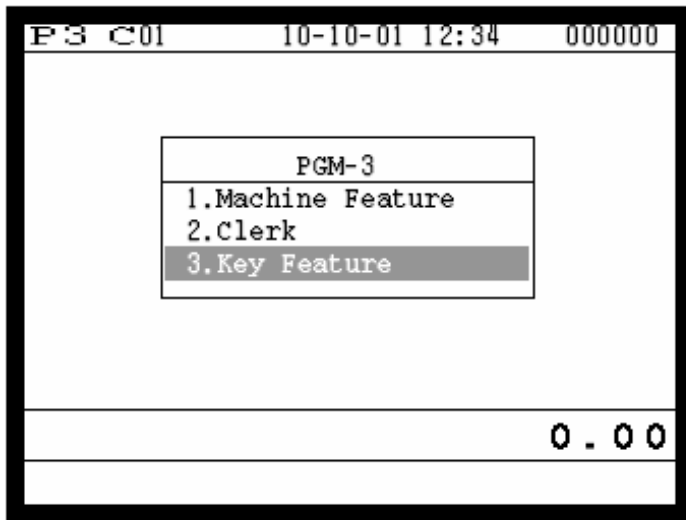 P3 C01 10-10-01 12:34 000000
PGM-3
1.Machine Feature
2.Clerk
3.Key Feature
0.00